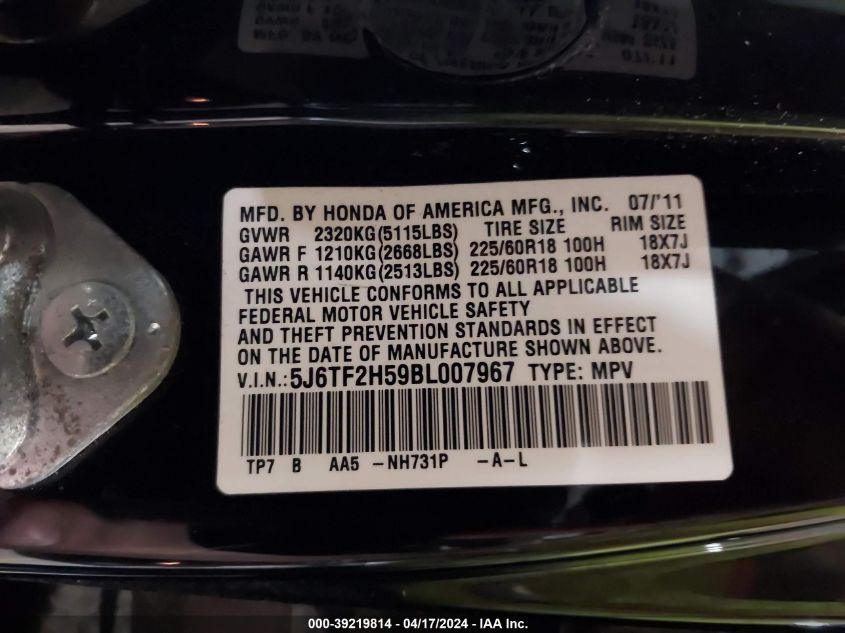 MFD. BY HONDA OF AMERICA MFG., INC. 07/'11
GVWR 2320KG(5115LBS) TIRE SIZE RIM SIZE
GAWR F 1210KG(2668LBS) 225/60R18 100H 18X7J
GAWR R 1140KG(2513LBS) 225/60R18 100H 18X7J
THIS VEHICLE CONFORMS TO ALL APPLICABLE
FEDERAL MOTOR VEHICLE SAFETY
AND THEFT PREVENTION STANDARDS IN EFFECT
ON THE DATE OF MANUFACTURE SHOWN ABOVE.
V.I.N.:5J6TF2H59BL007967 TYPE: MPV
TP7 B AA5 -NH731P -A-L
000-39219814 - 04/17/2024 - IAA, Inc.